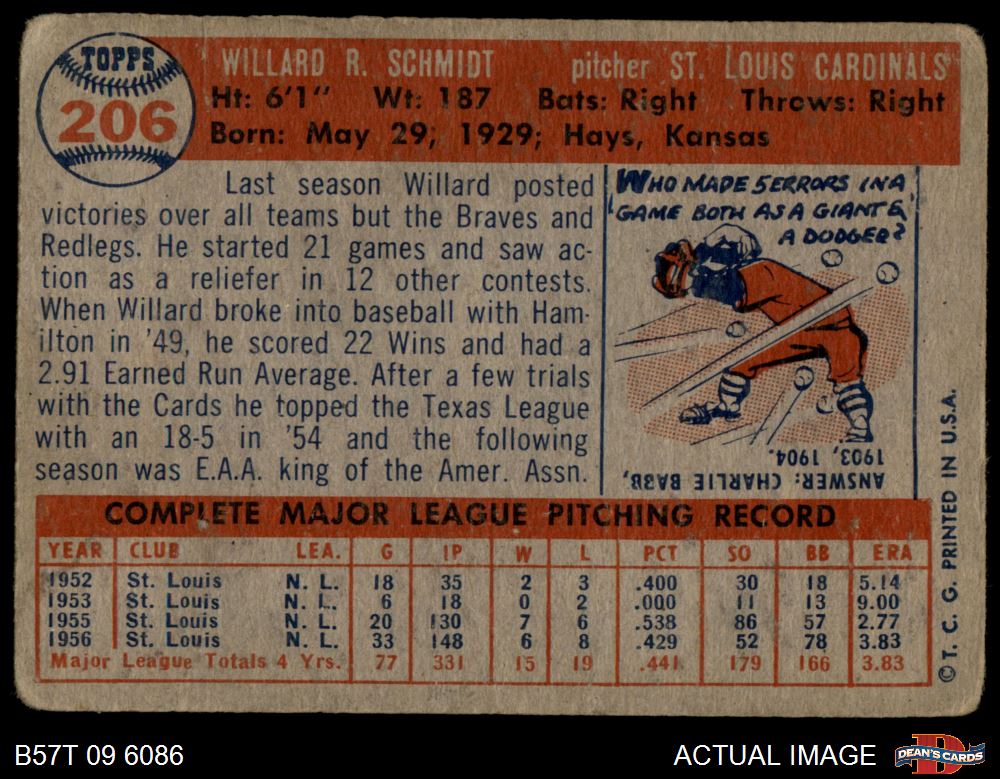 TOPPS
206
WILLARD R. SCHMIDT pitcher ST. LOUIS CARDINALS
Ht: 6'1" Wt: 187 Bats: Right Throws: Right
Born: May 29, 1929; Hays, Kansas
Last season Willard posted
victories over all teams but the Braves and
Redlegs. He started 21 games and saw ac-
tion as a reliefer in 12 other contests.
When Willard broke into baseball with Ham-
ilton in '49, he scored 22 Wins and had a
2.91 Earned Run Average. After a few trials
with the Cards he topped the Texas League
with an 18-5 in '54 and the following
season was E.A.A. king of the Amer. Assn.
WHO MADE 5 ERRORS IN A
GAME BOTH AS A GIANT &
A DODGER?
ANSWER: CHARLIE BABB,
1903, 1904.
COMPLETE MAJOR LEAGUE PITCHING RECORD
YEAR CLUB LEA. G IP W L PCT SO BB ERA
1952 St. Louis N. L. 18 35 2 3 .400 30 18 5.14
1953 St. Louis N. L. 6 18 0 2 .000 11 13 9.00
1955 St. Louis N. L. 20 130 7 6 .538 86 57 2.77
1956 St. Louis N. L. 33 148 6 8 .429 52 78 3.83
Major League Totals 4 Yrs. 77 331 15 19 .441 179 166 3.83
© T. C. G. PRINTED IN U.S.A.
B57T 09 6086
ACTUAL IMAGE
DEAN'S CARDS